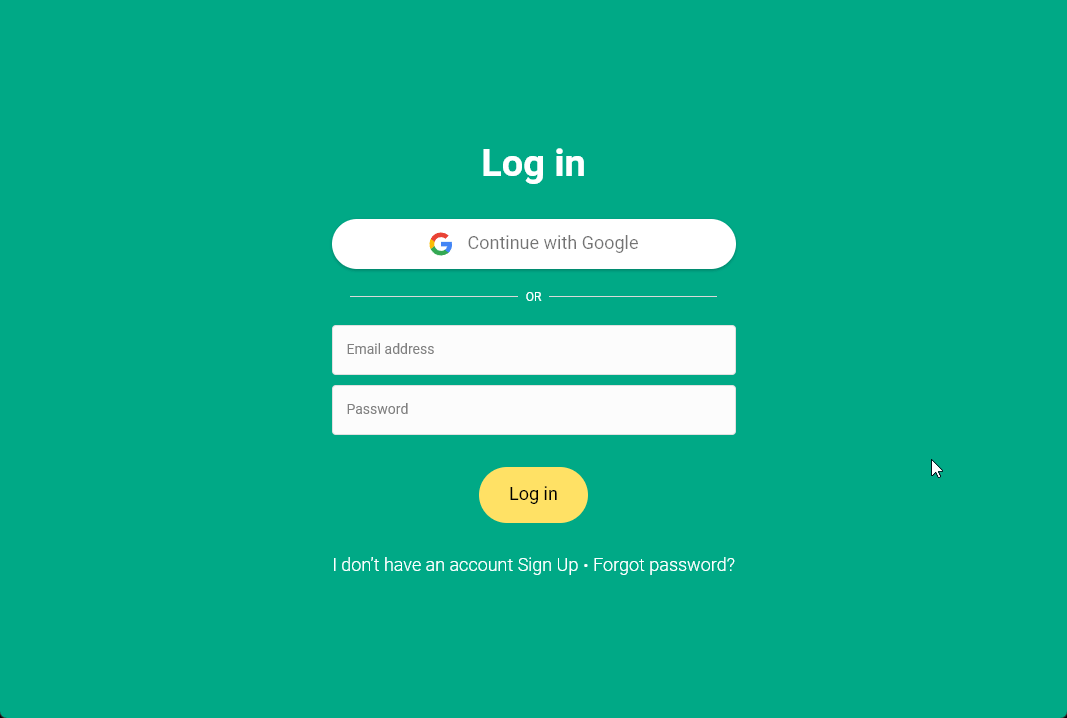 Log in
Continue with Google
OR
Email address
Password
Log in
I don't have an account Sign Up • Forgot password?